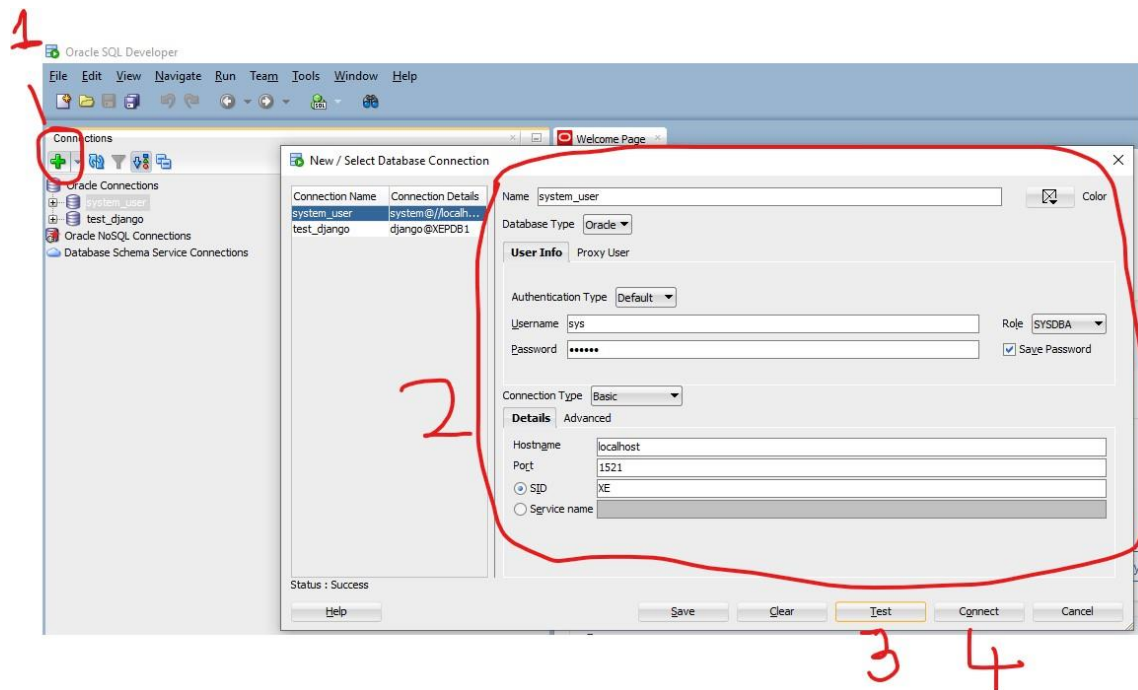 1
Oracle SQL Developer
File Edit View Navigate Run Team Tools Window Help
SQL
Connections
Welcome Page
Oracle Connections
system_user
test_django
Oracle NoSQL Connections
Database Schema Service Connections
New / Select Database Connection
Connection Name Connection Details
system_user system@//localh...
test_django django@XEPDB1
2
Name system_user Color
Database Type Oracle
User Info Proxy User
Authentication Type Default
Username sys Role SYSDBA
Password •••••• Save Password
Connection Type Basic
Details Advanced
Hostname localhost
Port 1521
SID XE
Service name
Status : Success
Help Save Clear Test Connect Cancel
3 4